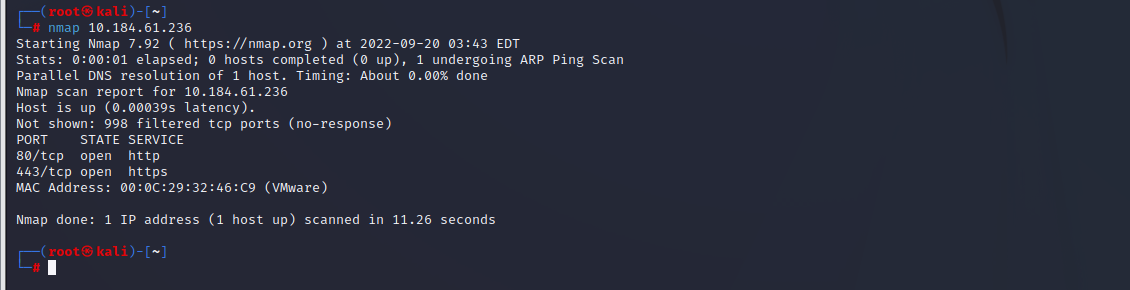 ┌──(root㉿kali)-[~]
└─# nmap 10.184.61.236
Starting Nmap 7.92 ( https://nmap.org ) at 2022-09-20 03:43 EDT
Stats: 0:00:01 elapsed; 0 hosts completed (0 up), 1 undergoing ARP Ping Scan
Parallel DNS resolution of 1 host. Timing: About 0.00% done
Nmap scan report for 10.184.61.236
Host is up (0.00039s latency).
Not shown: 998 filtered tcp ports (no-response)
PORT    STATE SERVICE
80/tcp  open  http
443/tcp open  https
MAC Address: 00:0C:29:32:46:C9 (VMware)
Nmap done: 1 IP address (1 host up) scanned in 11.26 seconds
┌──(root㉿kali)-[~]
└─#